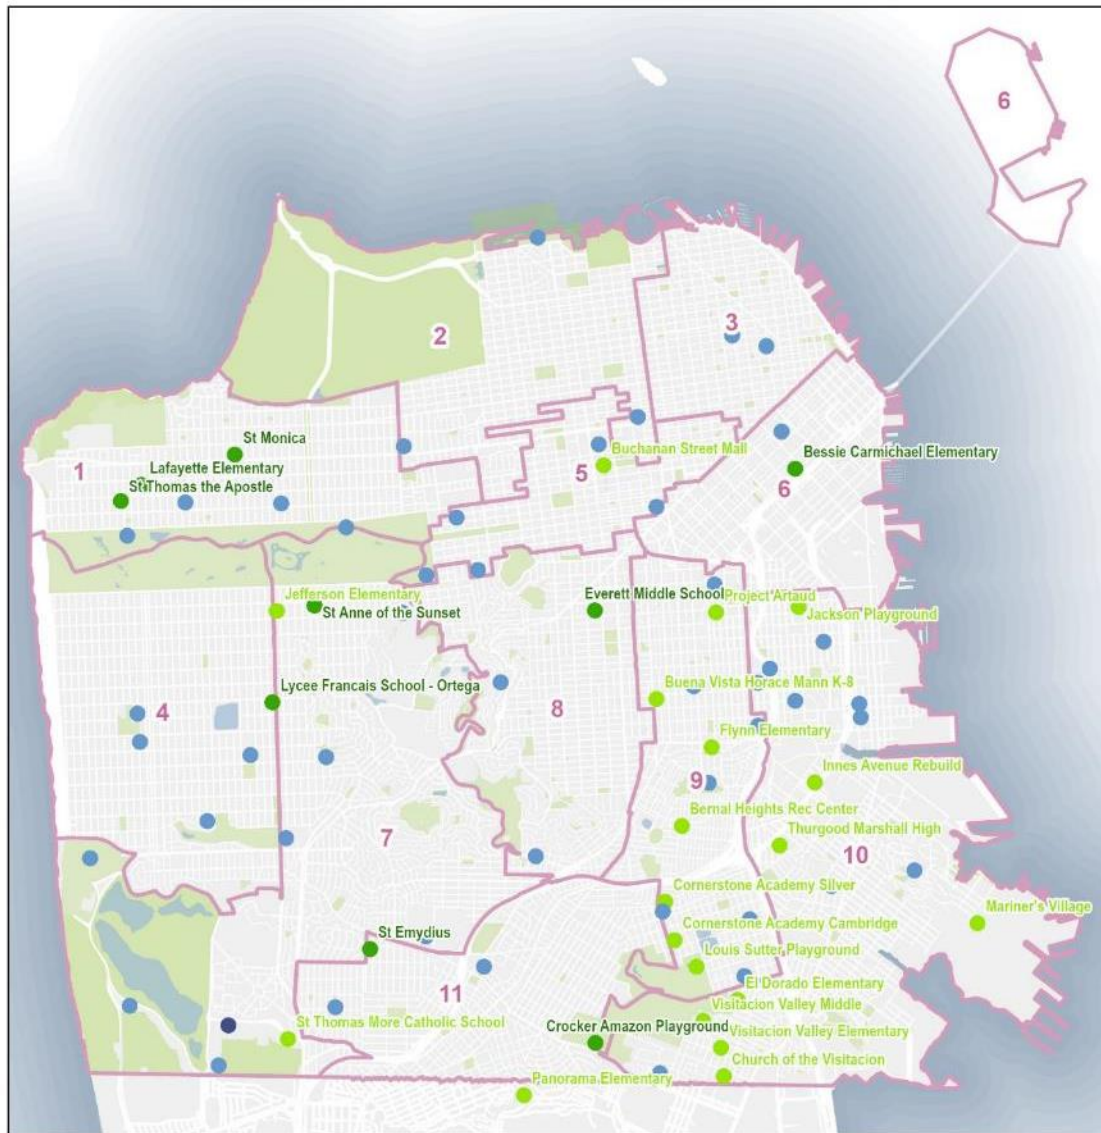 6
2
3
St Monica
1
Lafayette Elementary
St Thomas the Apostle
Buchanan Street Mall
5
Bessie Carmichael Elementary
6
Jefferson Elementary
St Anne of the Sunset
Everett Middle School
Project Artaud
Jackson Playground
Lycee Francais School - Ortega
Buena Vista Horace Mann K-8
4
8
Flynn Elementary
Innes Avenue Rebuild
9
Bernal Heights Rec Center
7
Thurgood Marshall High
10
Cornerstone Academy Silver
Mariner's Village
Cornerstone Academy Cambridge
St Emydius
Louis Sutter Playground
11
El Dorado Elementary
Visitacion Valley Middle
St Thomas More Catholic School
Crocker Amazon Playground
Visitacion Valley Elementary
Church of the Visitacion
Panorama Elementary